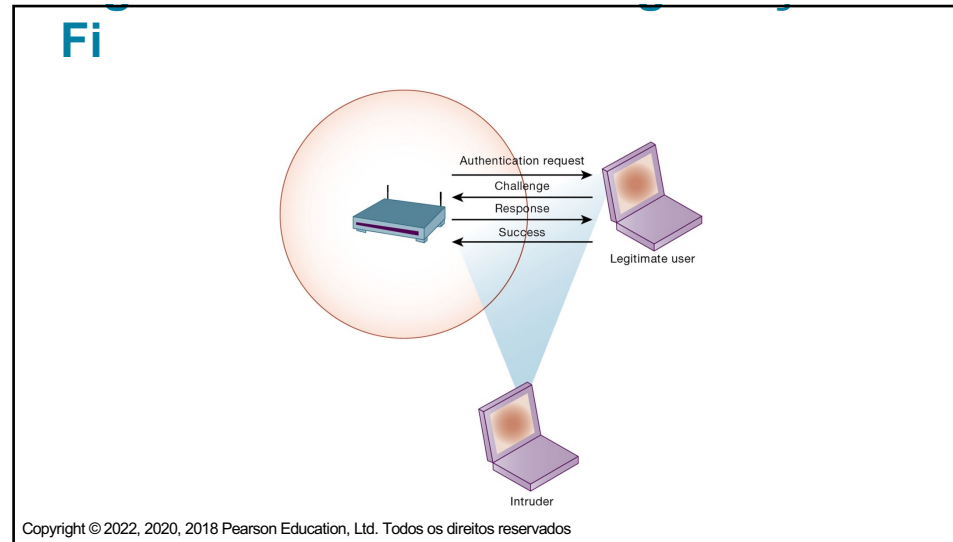 Fi
Authentication request
Challenge
Response
Success
Legitimate user
Intruder
Copyright © 2022, 2020, 2018 Pearson Education, Ltd. Todos os direitos reservados